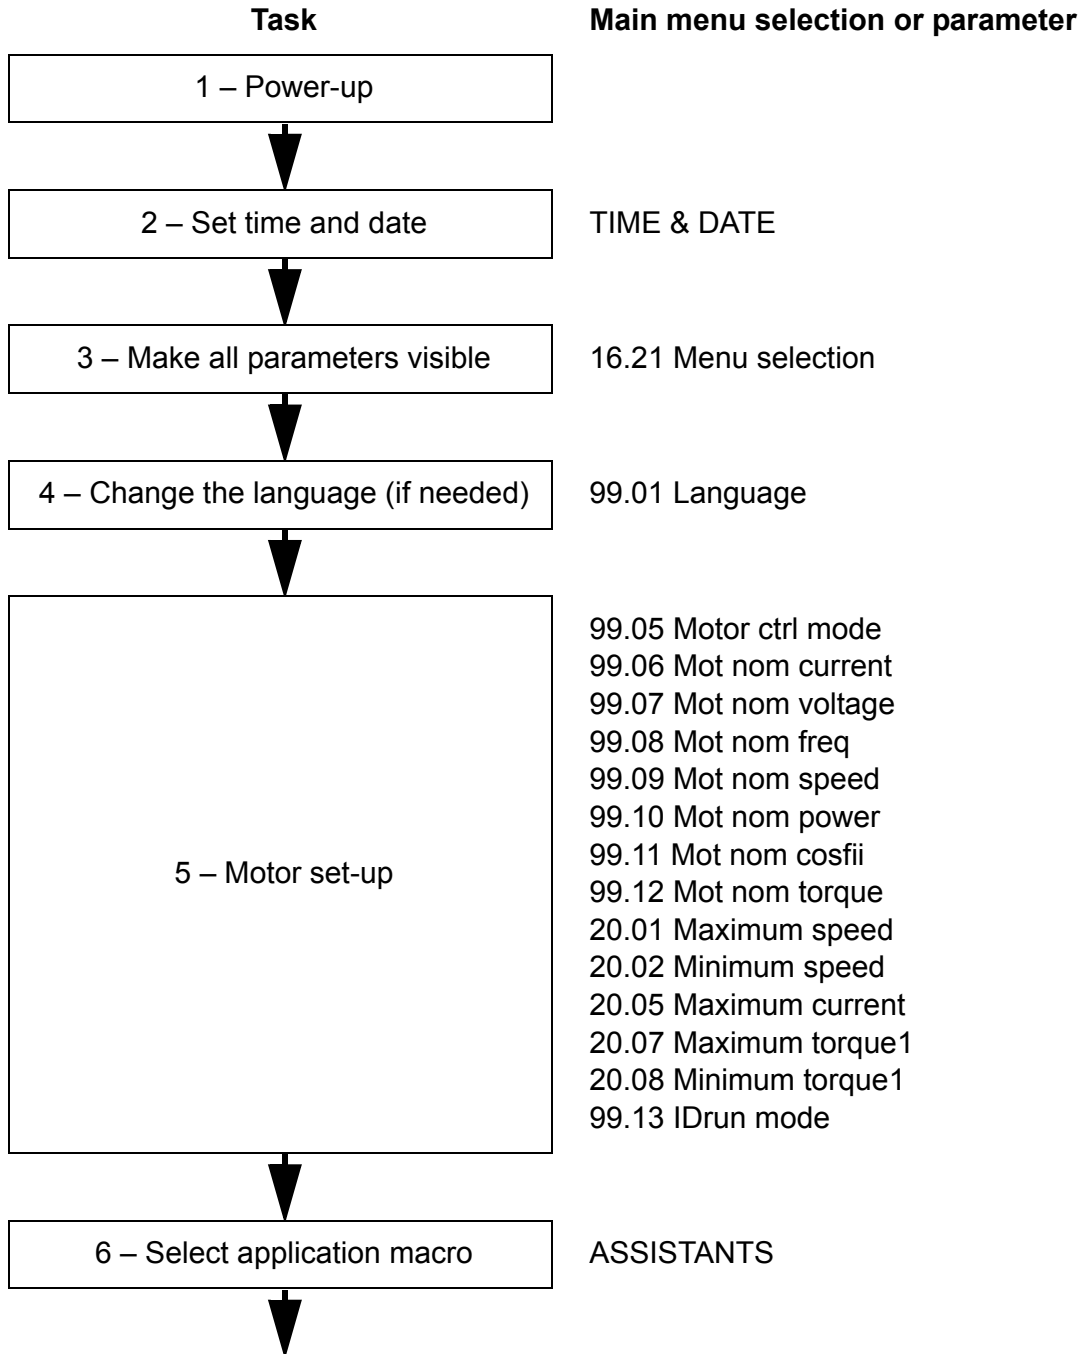 Task Main menu selection or parameter
1 – Power-up
2 – Set time and date TIME & DATE
3 – Make all parameters visible 16.21 Menu selection
4 – Change the language (if needed) 99.01 Language
99.05 Motor ctrl mode
99.06 Mot nom current
99.07 Mot nom voltage
99.08 Mot nom freq
99.09 Mot nom speed
99.10 Mot nom power
5 – Motor set-up 99.11 Mot nom cosfii
99.12 Mot nom torque
20.01 Maximum speed
20.02 Minimum speed
20.05 Maximum current
20.07 Maximum torque1
20.08 Minimum torque1
99.13 IDrun mode
6 – Select application macro ASSISTANTS